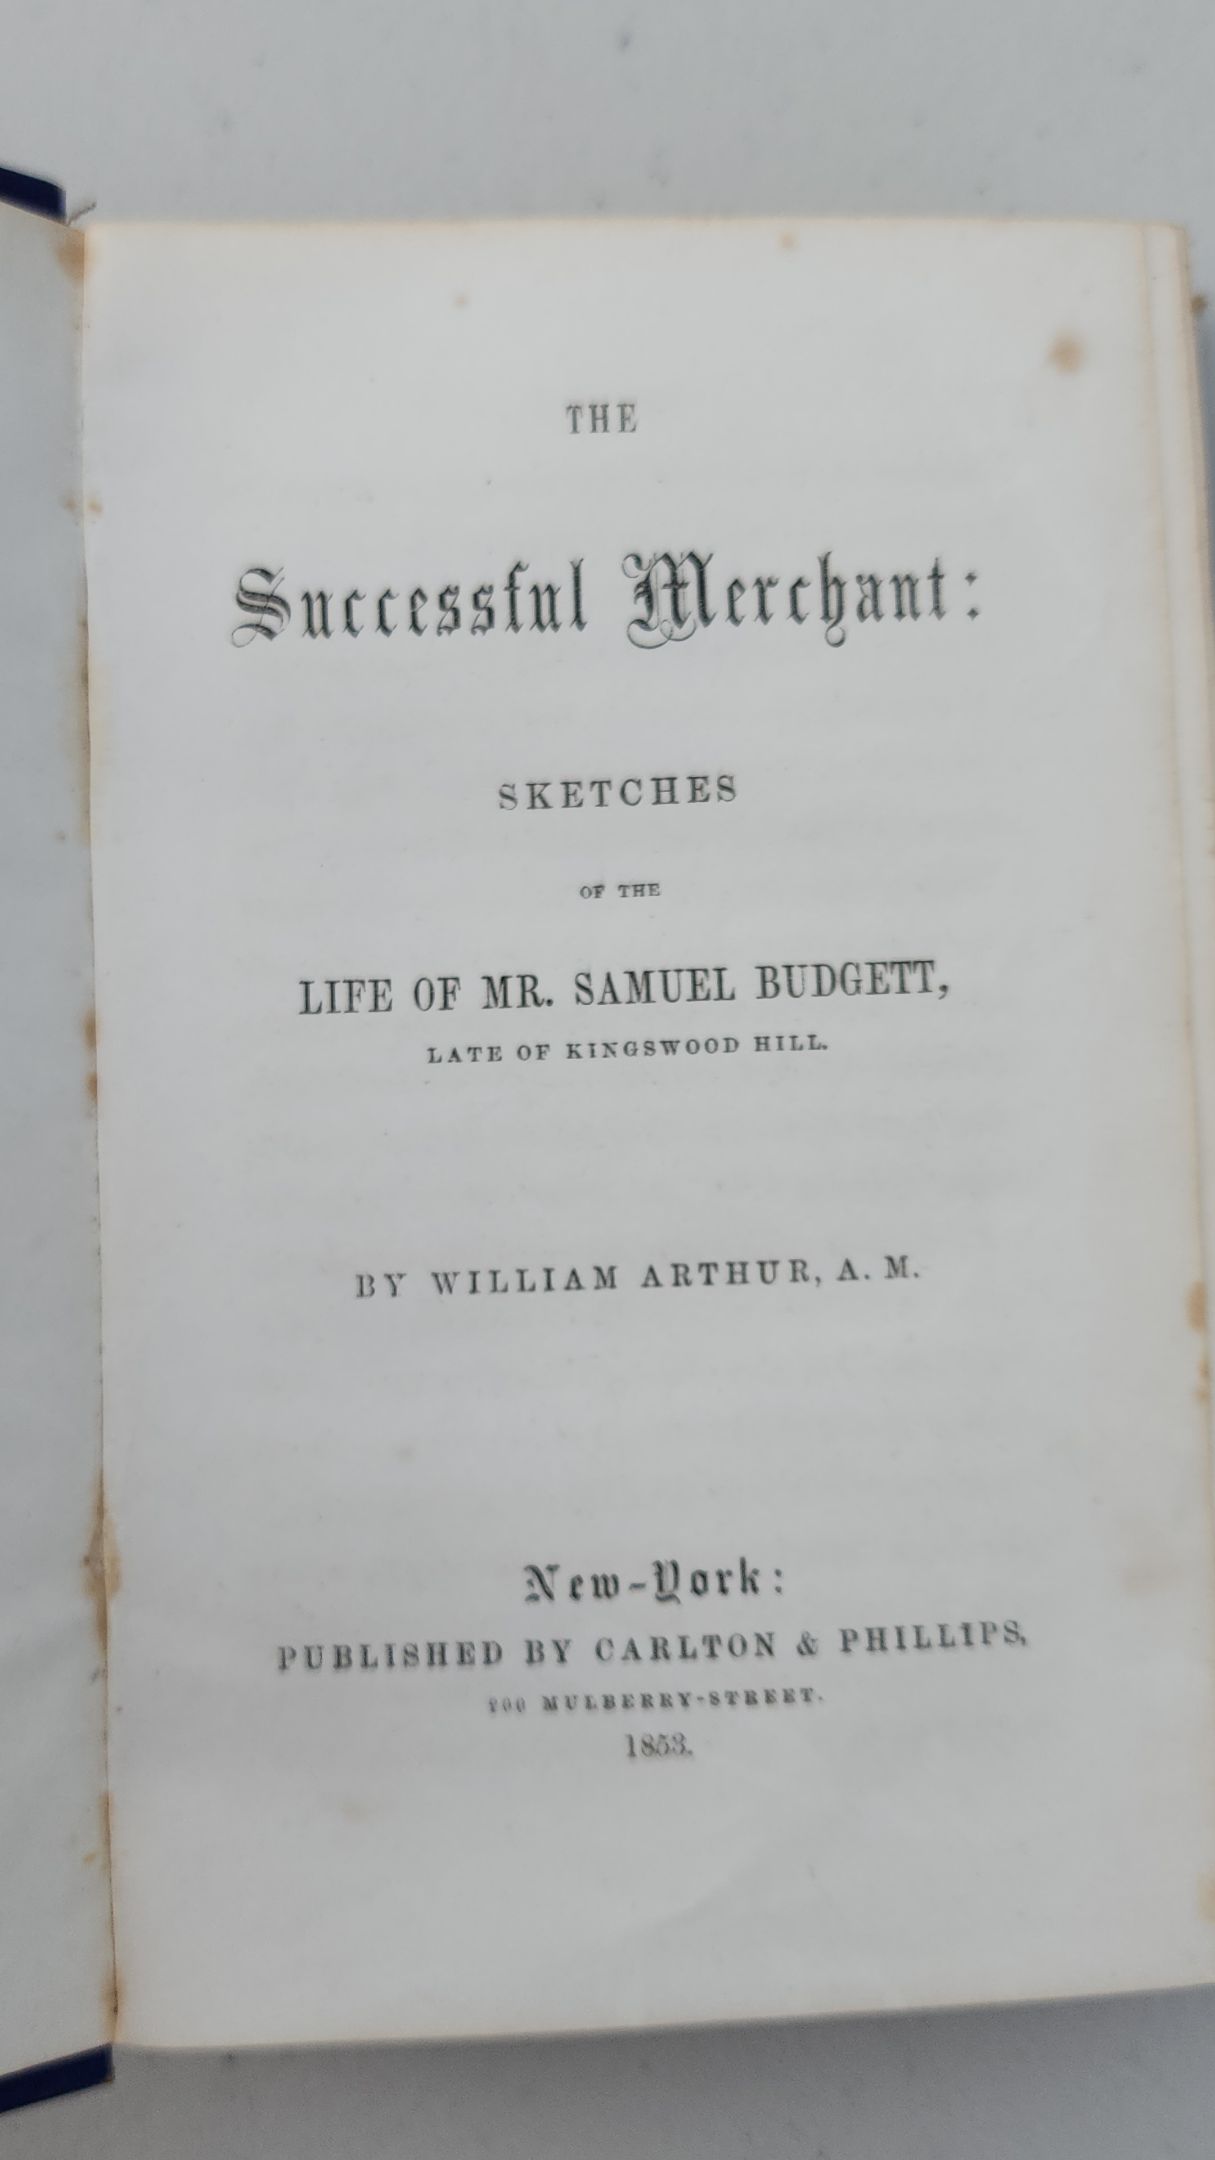 THE
Successful Merchant:
SKETCHES
OF THE
LIFE OF MR. SAMUEL BUDGETT,
LATE OF KINGSWOOD HILL.
BY WILLIAM ARTHUR, A. M.
New-York:
PUBLISHED BY CARLTON & PHILLIPS,
200 MULBERRY-STREET.
1853.